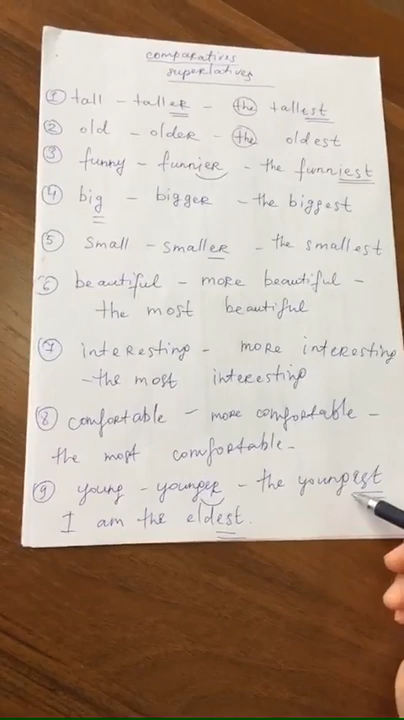 comparatives
superlatives
① tall – taller – the tallest
② old – older – the oldest
③ funny – funnier – the funniest
④ big – bigger – the biggest
⑤ small – smaller – the smallest
⑥ beautiful – more beautiful –
the most beautiful
⑦ interesting – more interesting
– the most interesting
⑧ comfortable – more comfortable –
the most comfortable –
⑨ young – younger – the youngest
I am the eldest.